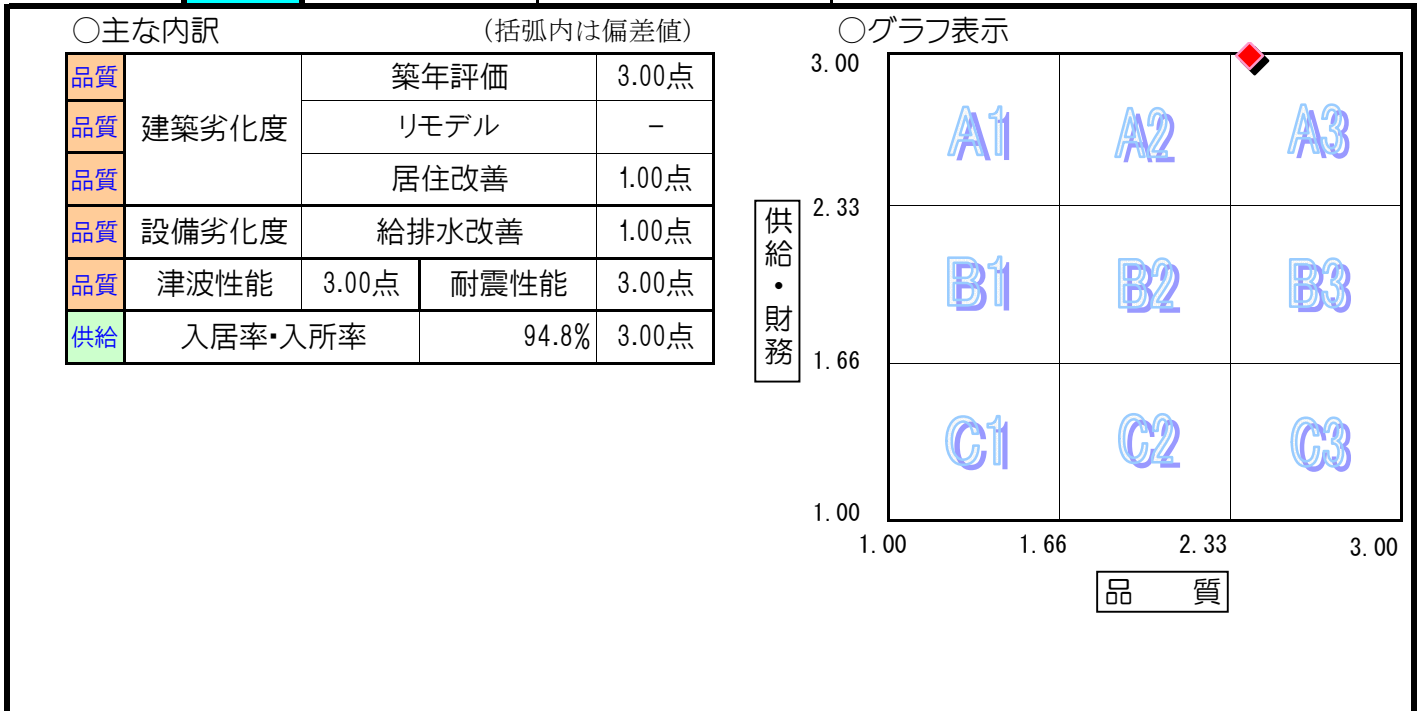 ○主な内訳 (括弧内は偏差値)
品質 建築劣化度 築年評価 3.00点
品質 リモデル －
品質 居住改善 1.00点
品質 設備劣化度 給排水改善 1.00点
品質 津波性能 3.00点 耐震性能 3.00点
供給 入居率・入所率 94.8% 3.00点
○グラフ表示
供給・財務
3.00
2.33
1.66
1.00
A1 A2 A3
B1 B2 B3
C1 C2 C3
1.00 1.66 2.33 3.00
品 質